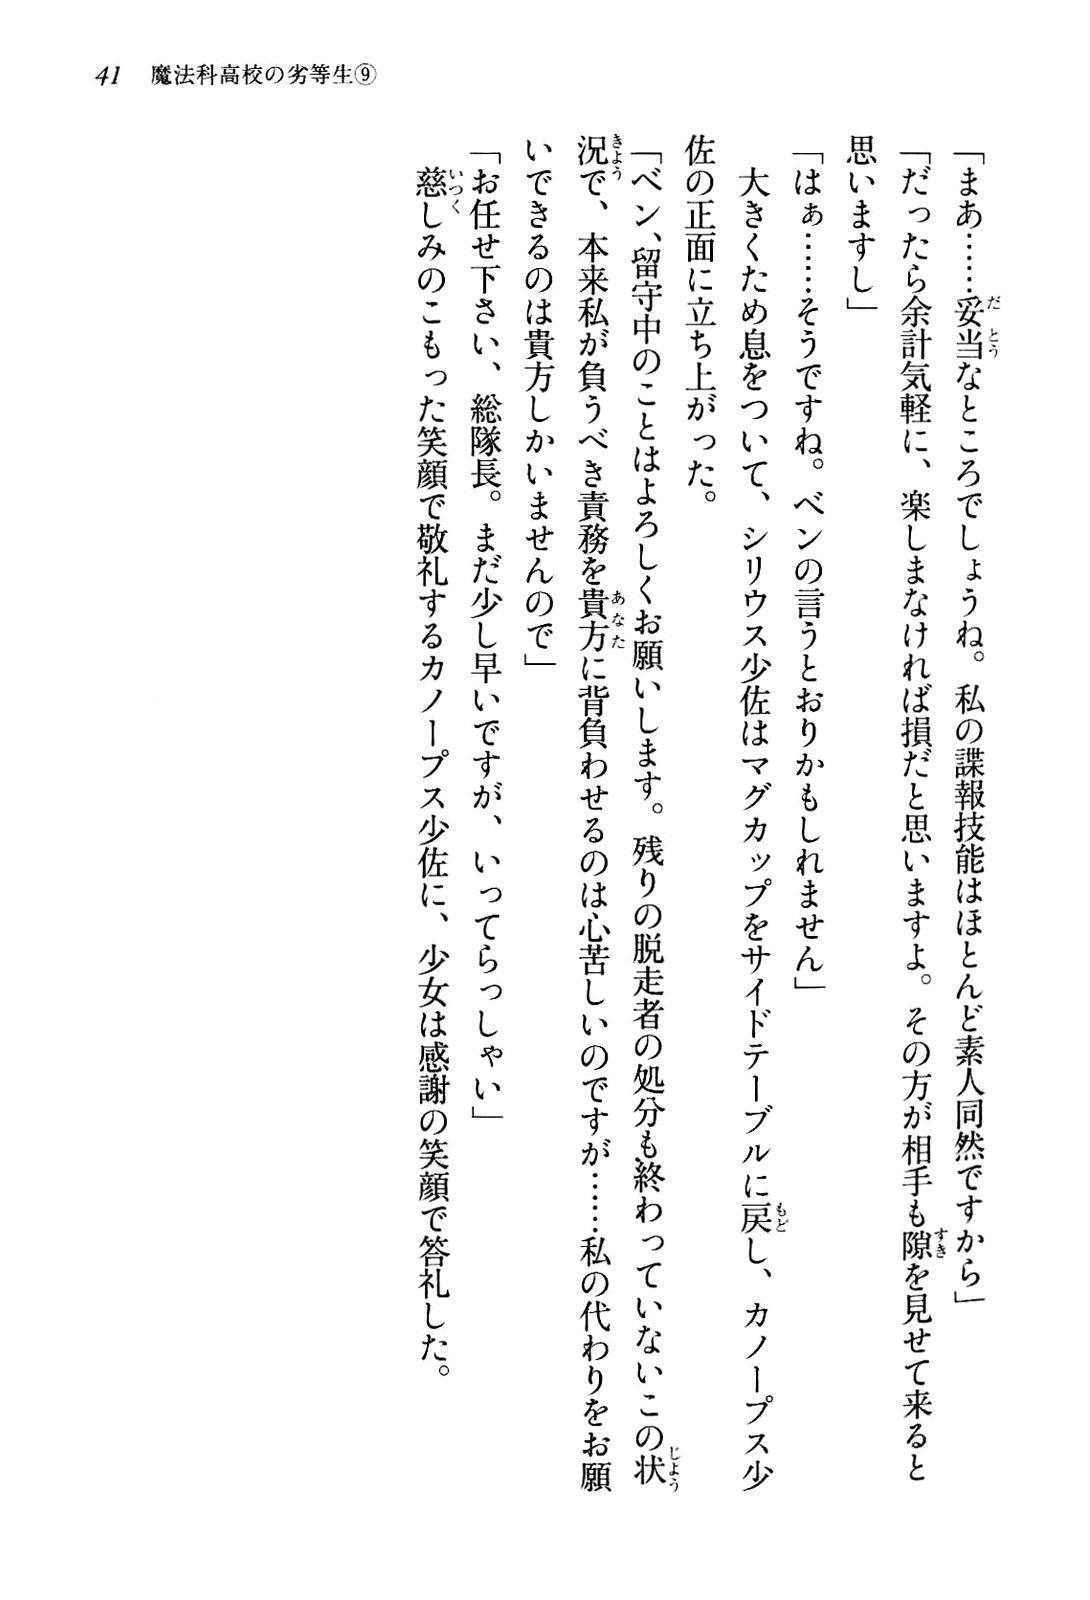 41　魔法科高校の劣等生⑨
「まあ……妥当なところでしょうね。私の諜報技能はほとんど素人同然ですから」
「だったら余計気軽に、楽しまなければ損だと思いますよ。その方が相手も隙を見せて来ると
思いますし」
「はぁ……そうですね。ベンの言うとおりかもしれません」
　大きくため息をついて、シリウス少佐はマグカップをサイドテーブルに戻し、カノープス少
佐の正面に立ち上がった。
「ベン、留守中のことはよろしくお願いします。残りの脱走者の処分も終わっていないこの状
況で、本来私が負うべき責務を貴方に背負わせるのは心苦しいのですが……私の代わりをお願
いできるのは貴方しかいませんので」
「お任せ下さい、総隊長。まだ少し早いですが、いってらっしゃい」
　慈しみのこもった笑顔で敬礼するカノープス少佐に、少女は感謝の笑顔で答礼した。